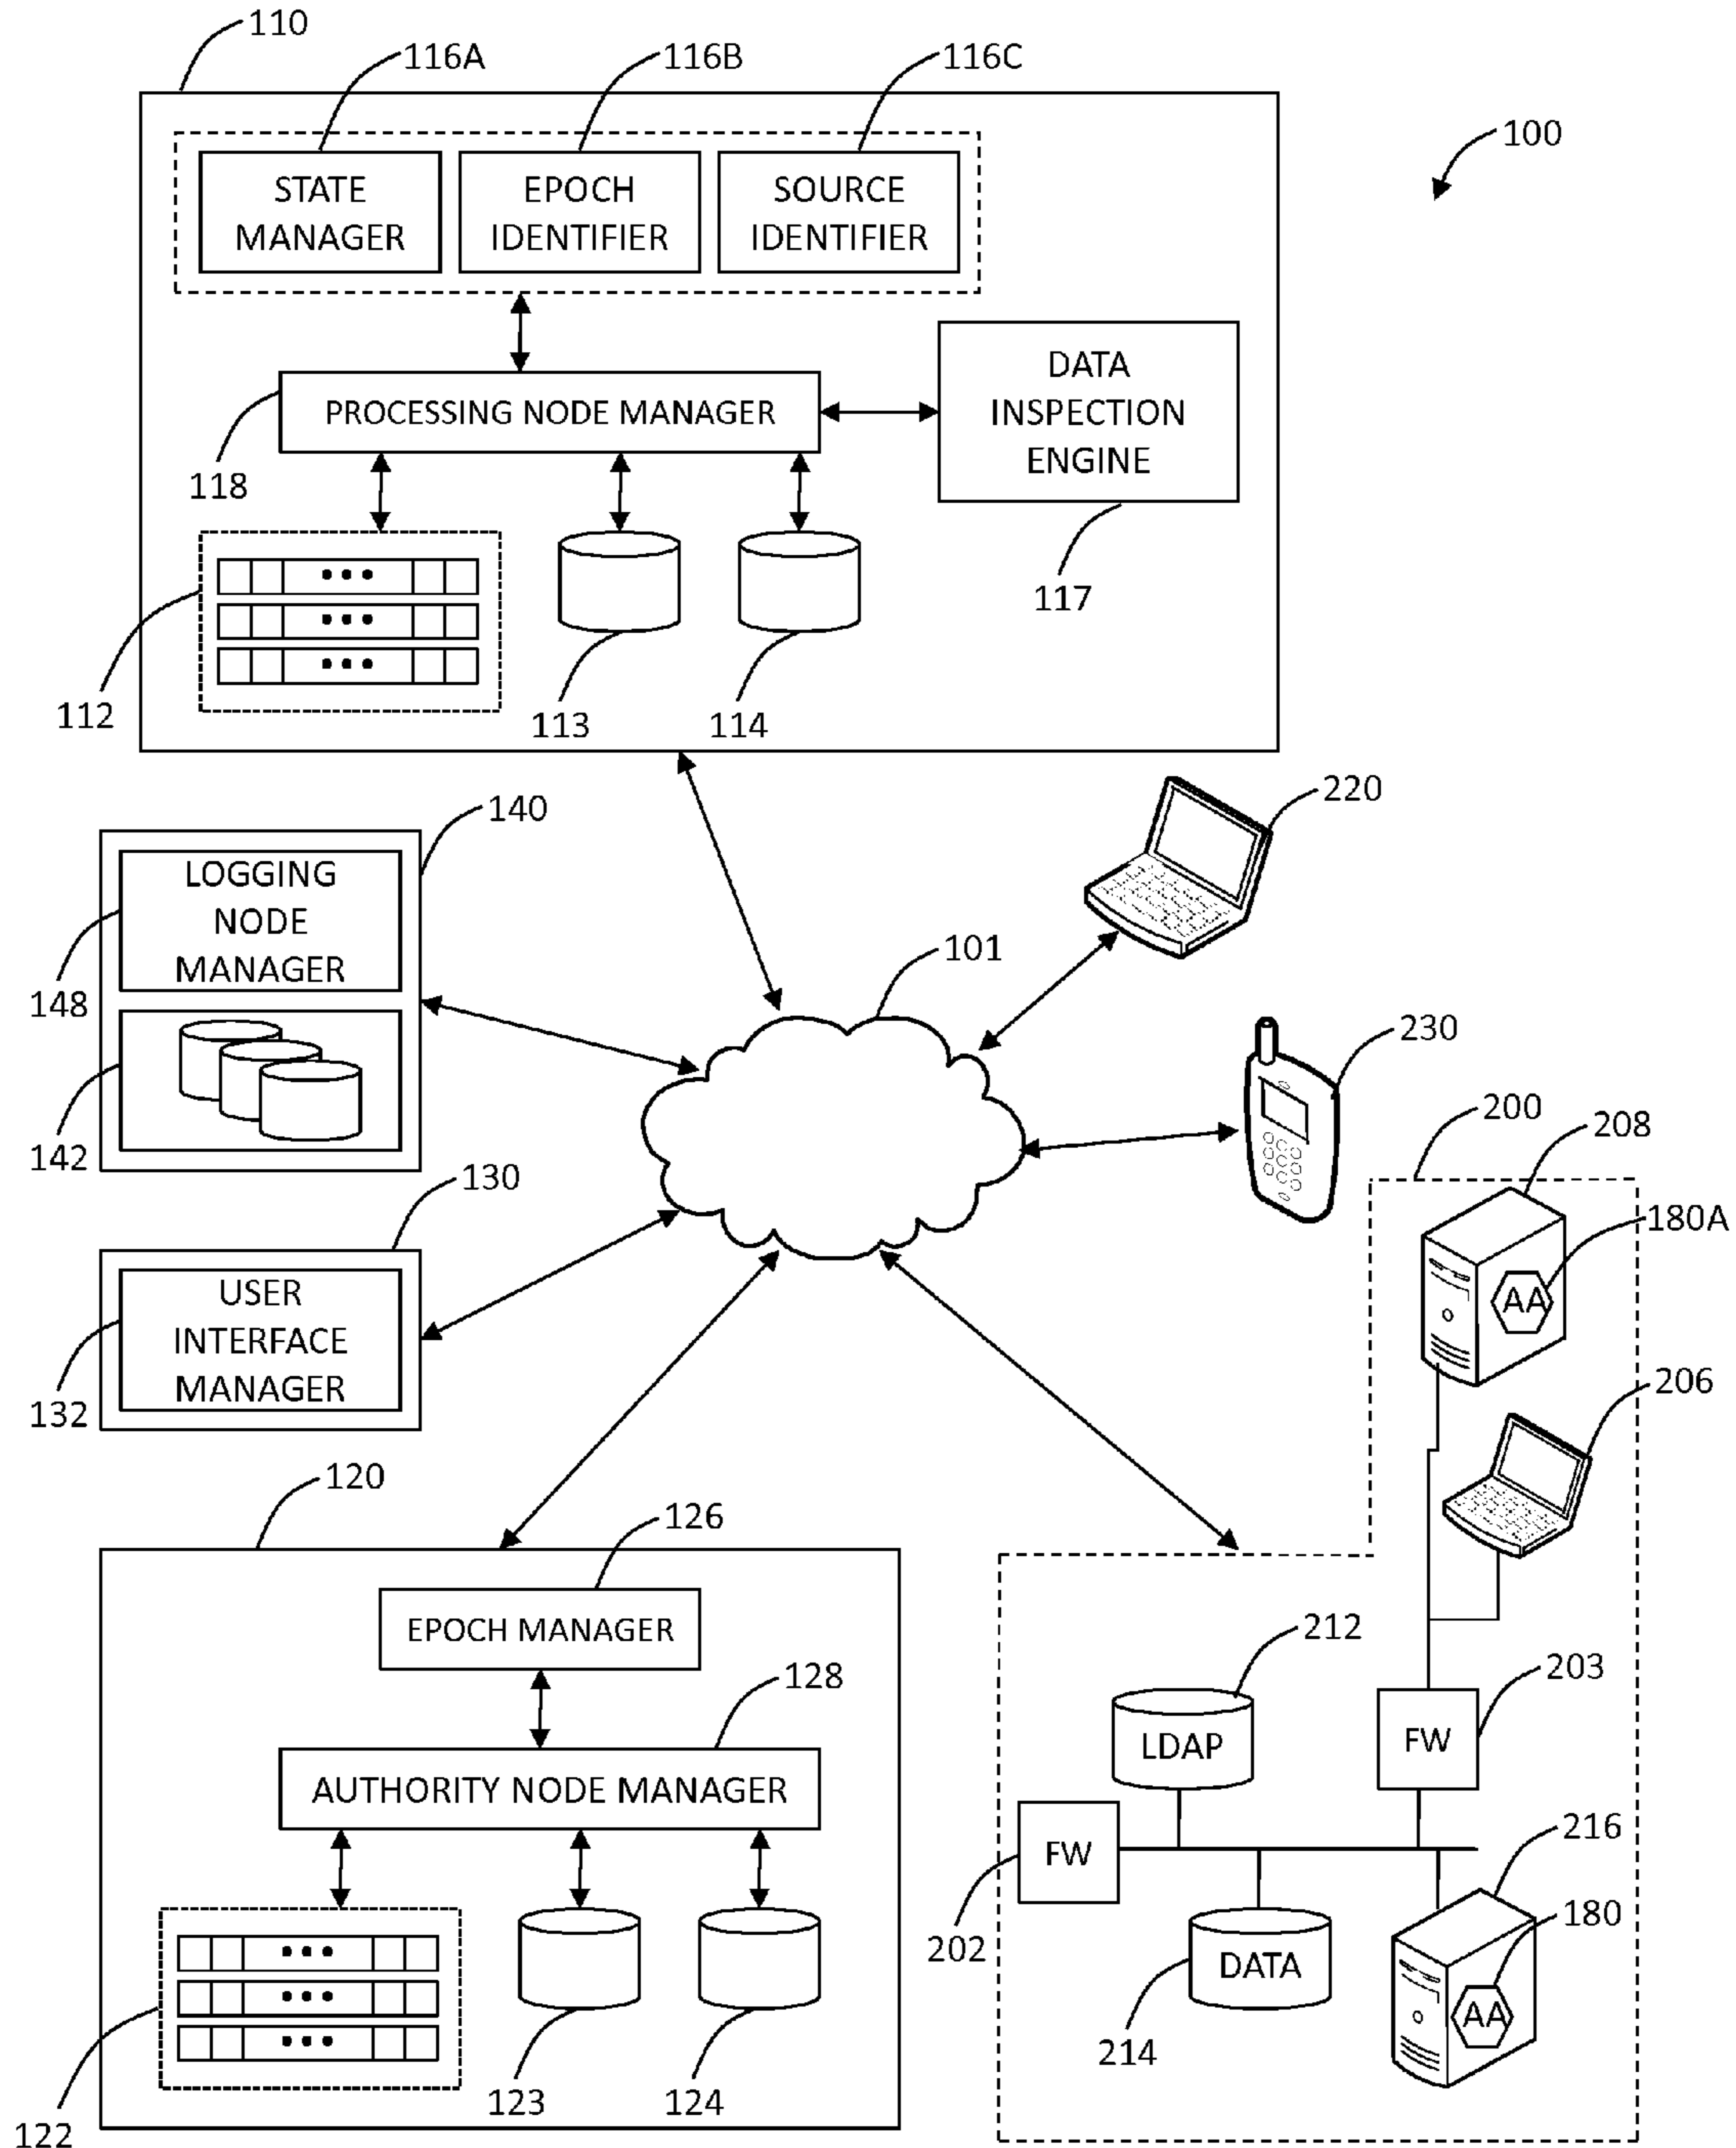 110
116A
116B
116C
100
STATE
MANAGER
EPOCH
IDENTIFIER
SOURCE
IDENTIFIER
DATA
INSPECTION
ENGINE
PROCESSING NODE MANAGER
118
117
112
113
114
220
140
LOGGING
NODE
MANAGER
148
101
230
142
200
208
130
180A
AA
USER
INTERFACE
MANAGER
132
206
120
126
EPOCH MANAGER
212
128
203
LDAP
FW
AUTHORITY NODE MANAGER
216
FW
180
202
DATA
AA
214
123
124
122